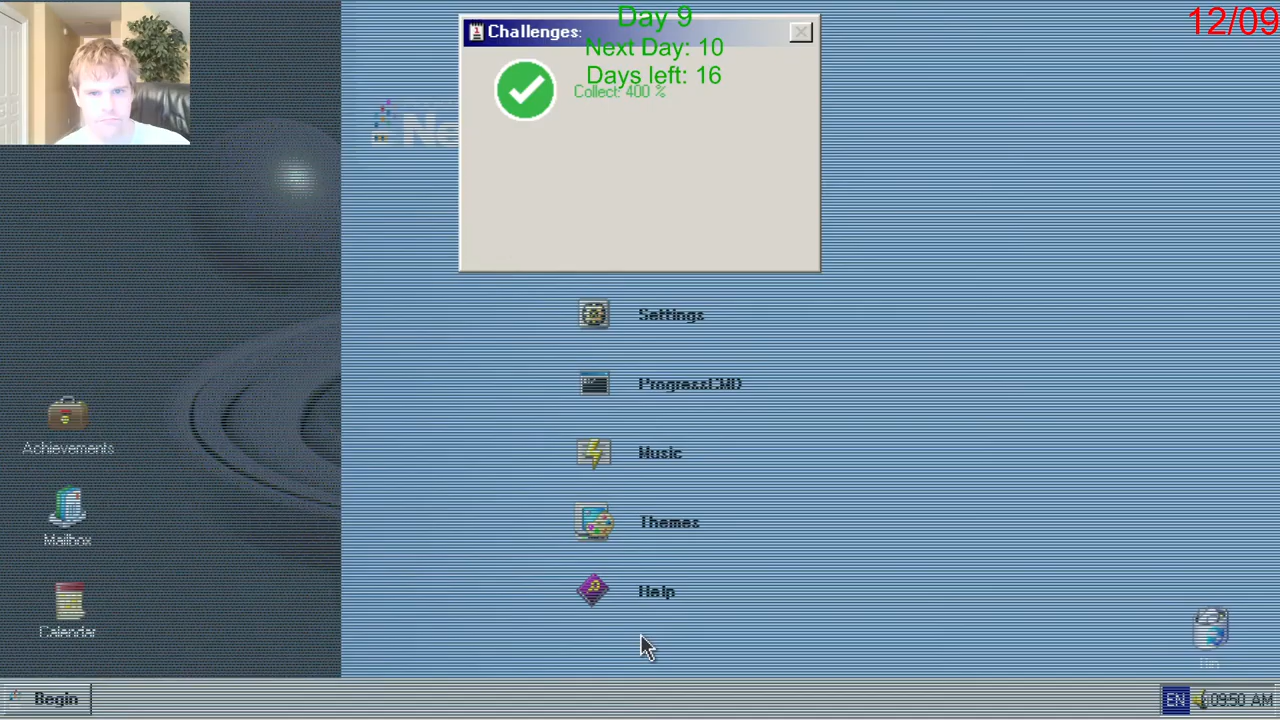 12/09
Day 9
Challenges:
Next Day: 10
Days left: 16
Collect: 400 %
Settings
ProgressCMD
Music
Themes
Help
Achievements
Mailbox
Calendar
Bin
Begin
EN
09:50 AM